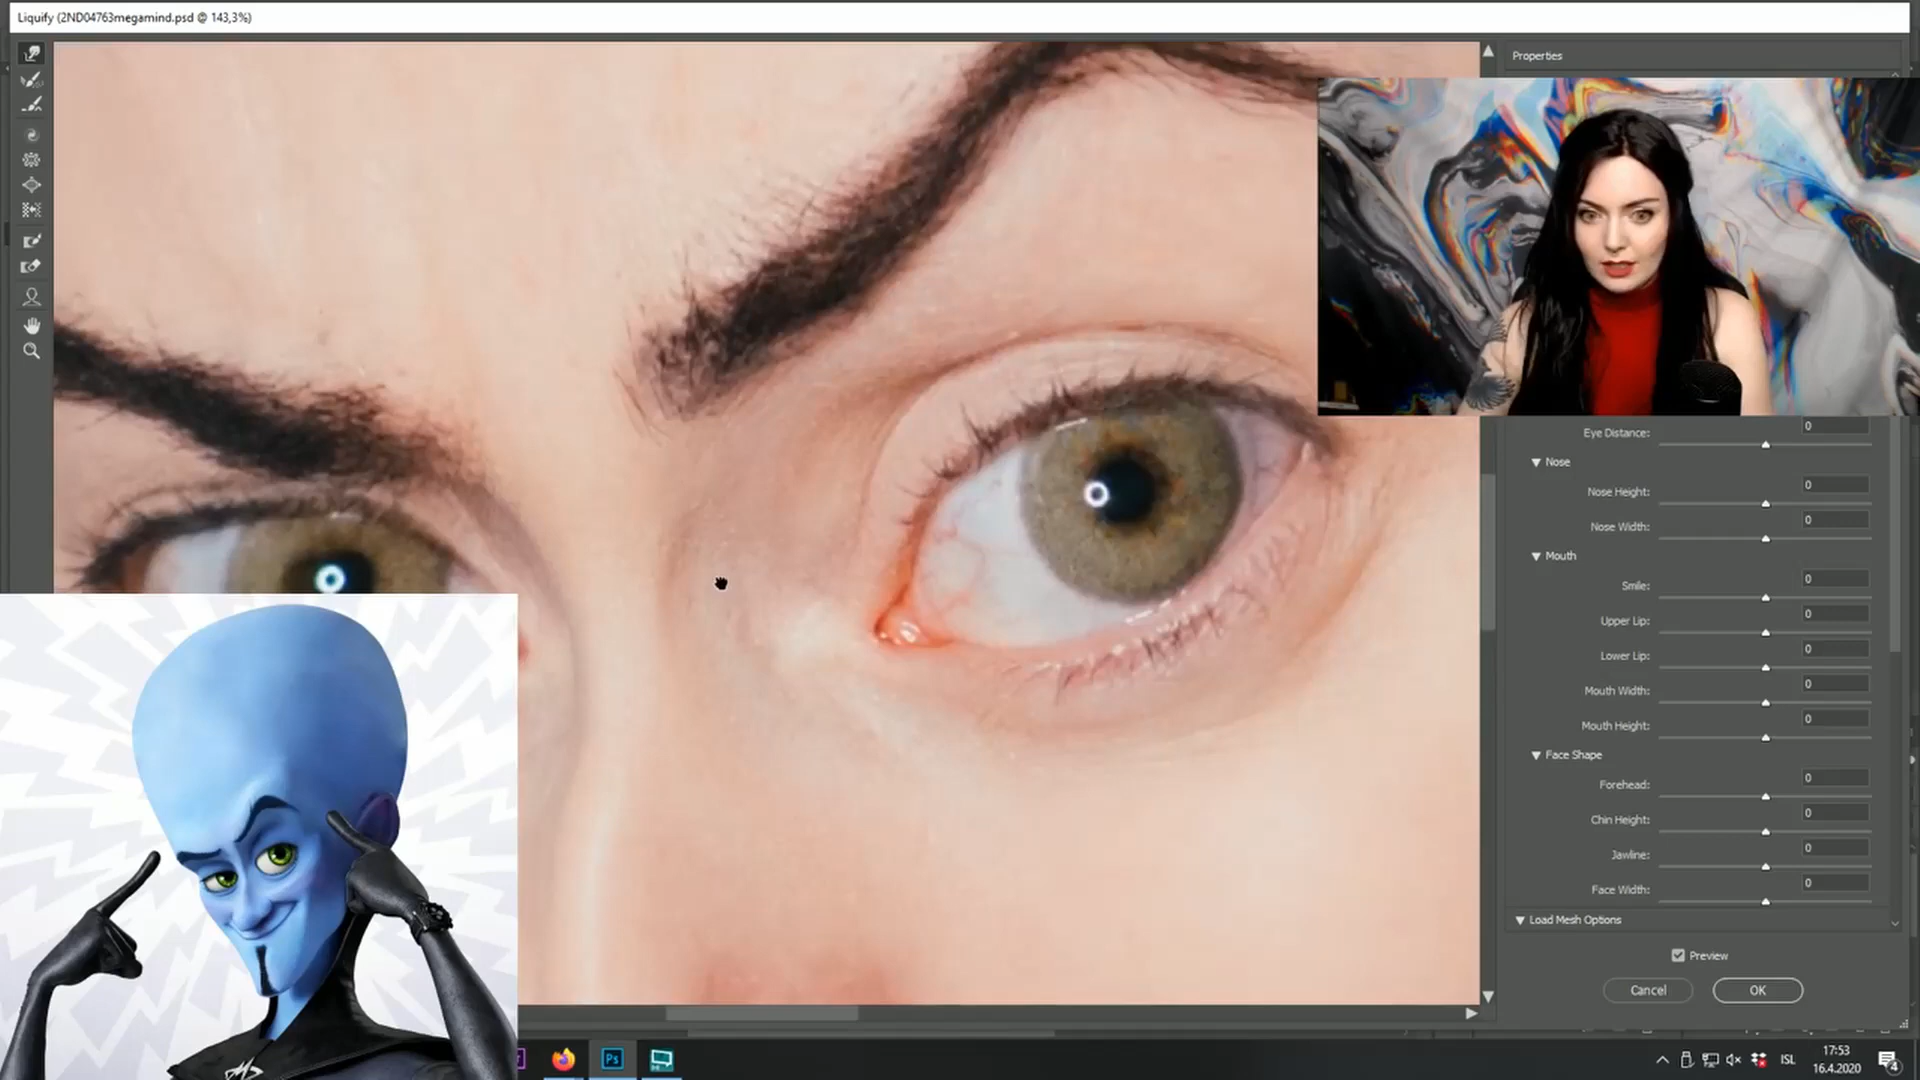 Liquify (2ND04763megamind.psd @ 143,3%)
Properties
Eye Distance: 0
Nose
Nose Height: 0
Nose Width: 0
Mouth
Smile: 0
Upper Lip: 0
Lower Lip: 0
Mouth Width: 0
Mouth Height: 0
Face Shape
Forehead: 0
Chin Height: 0
Jawline: 0
Face Width: 0
Load Mesh Options
Preview
Cancel
OK
Ps
ISL
17:53
16.4.2020
4